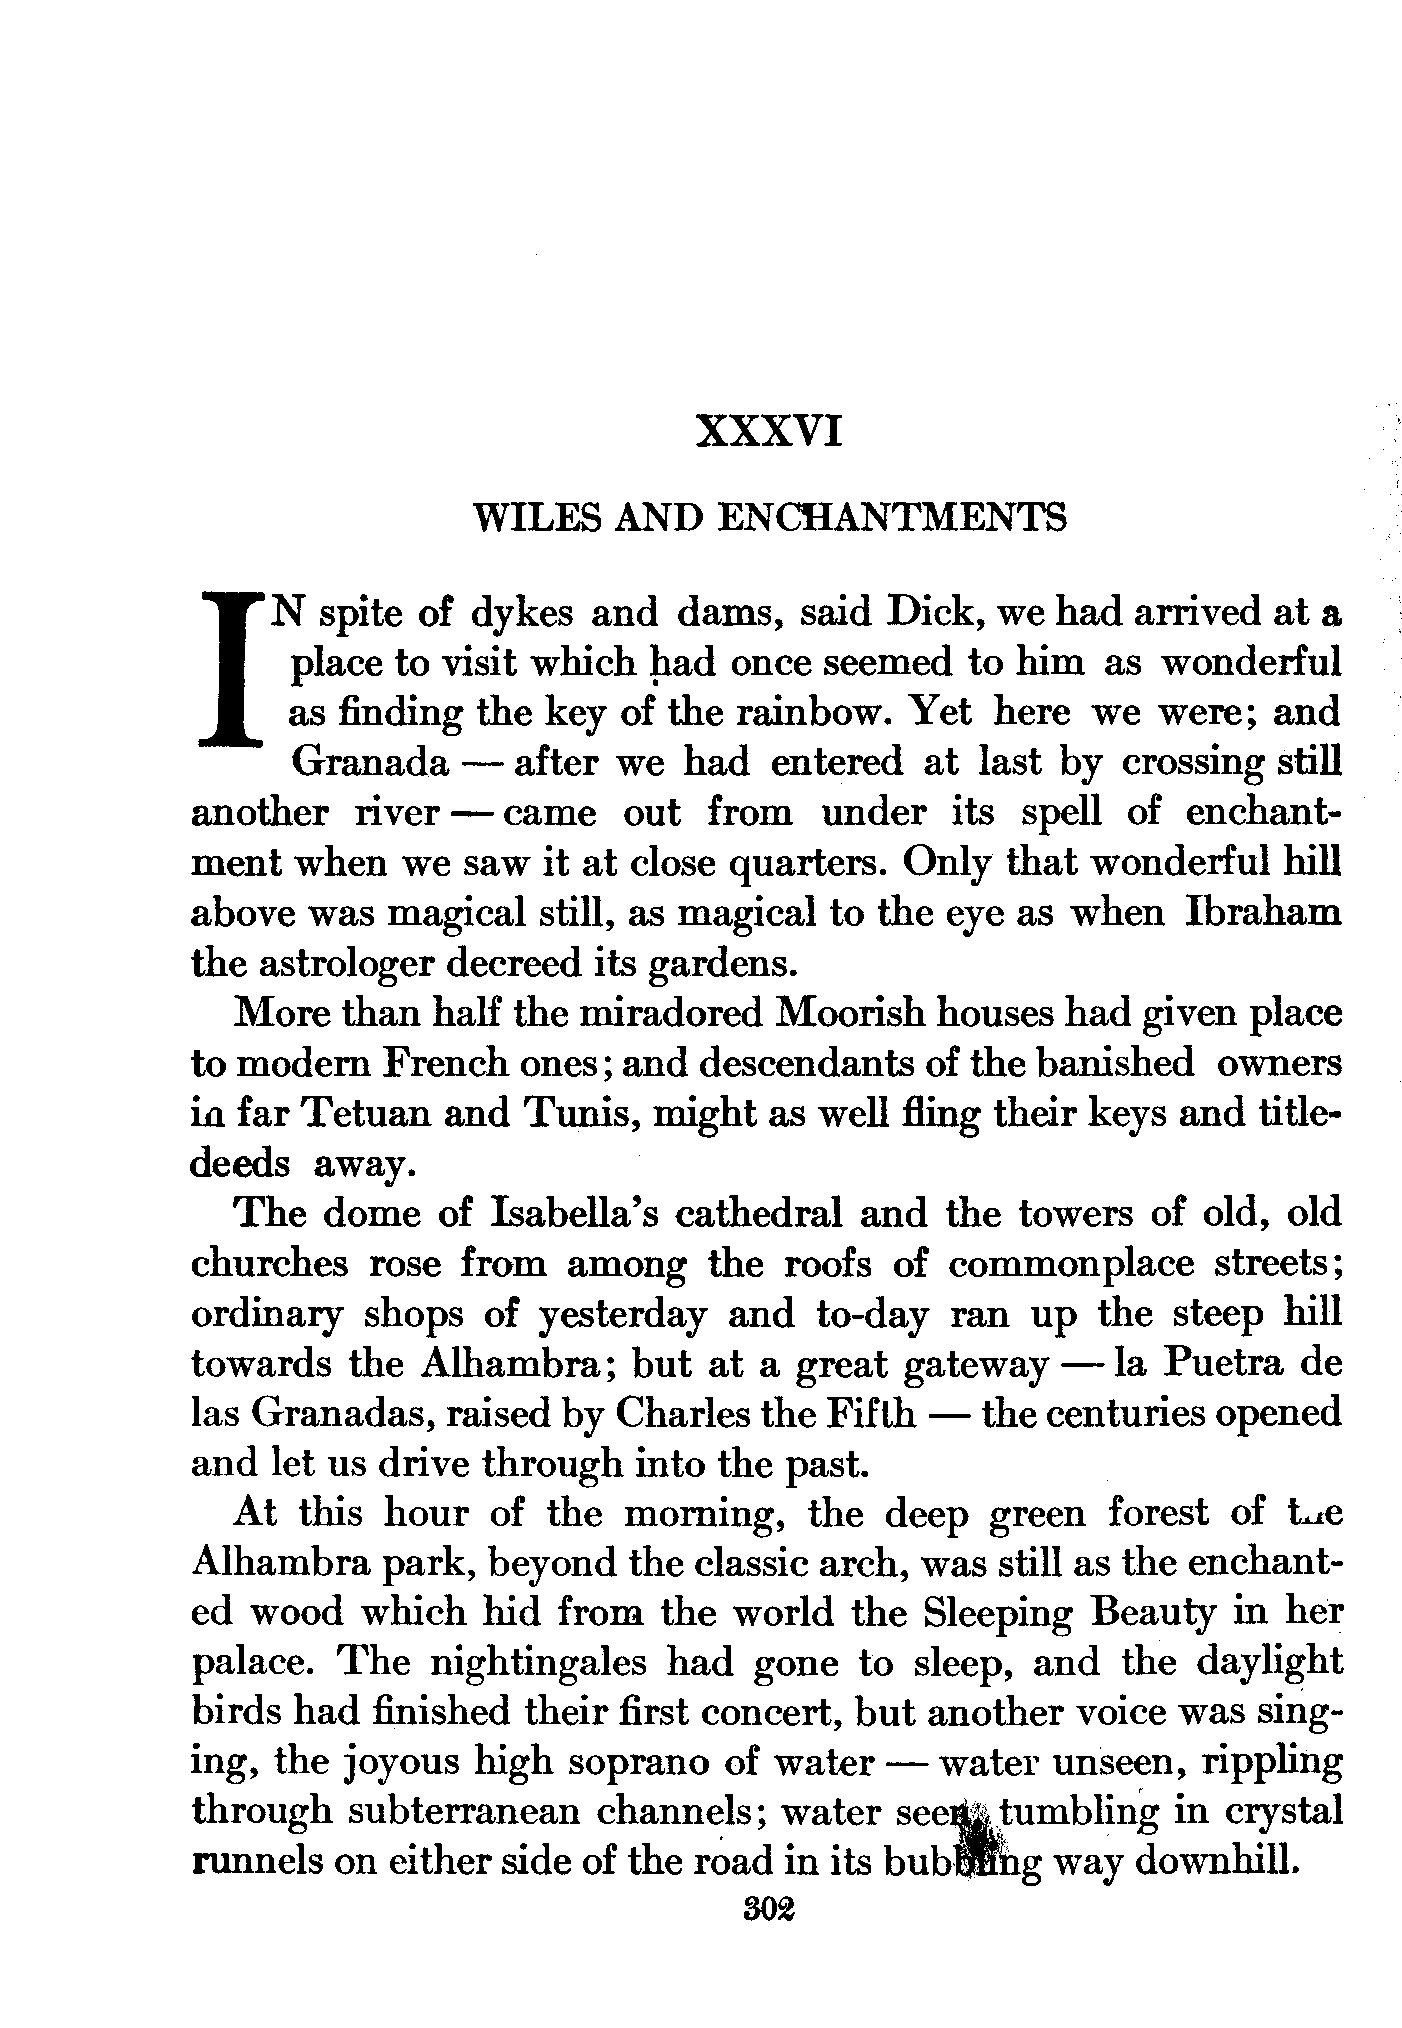 XXXVI
WILES AND ENCHANTMENTS
IN spite of dykes and dams, said Dick, we had arrived at a
place to visit which had once seemed to him as wonderful
as finding the key of the rainbow. Yet here we were; and
Granada — after we had entered at last by crossing still
another river — came out from under its spell of enchant-
ment when we saw it at close quarters. Only that wonderful hill
above was magical still, as magical to the eye as when Ibraham
the astrologer decreed its gardens.
More than half the miradored Moorish houses had given place
to modern French ones; and descendants of the banished owners
in far Tetuan and Tunis, might as well fling their keys and title-
deeds away.
The dome of Isabella's cathedral and the towers of old, old
churches rose from among the roofs of commonplace streets;
ordinary shops of yesterday and to-day ran up the steep hill
towards the Alhambra; but at a great gateway — la Puetra de
las Granadas, raised by Charles the Fifth — the centuries opened
and let us drive through into the past.
At this hour of the morning, the deep green forest of the
Alhambra park, beyond the classic arch, was still as the enchant-
ed wood which hid from the world the Sleeping Beauty in her
palace. The nightingales had gone to sleep, and the daylight
birds had finished their first concert, but another voice was sing-
ing, the joyous high soprano of water — water unseen, rippling
through subterranean channels; water seen, tumbling in crystal
runnels on either side of the road in its bubbling way downhill.
302